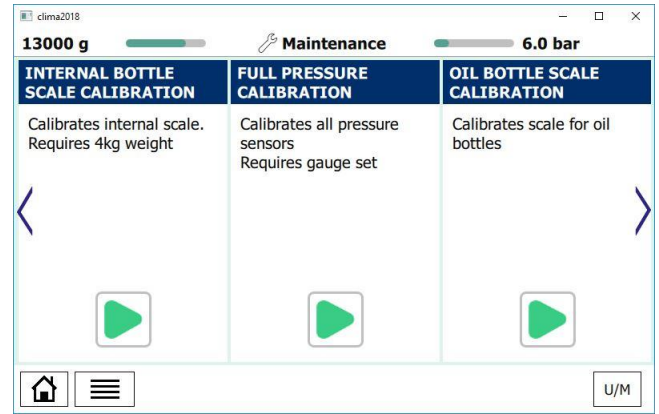 clima2018
13000 g
Maintenance
6.0 bar
INTERNAL BOTTLE
SCALE CALIBRATION
Calibrates internal scale.
Requires 4kg weight
FULL PRESSURE
CALIBRATION
Calibrates all pressure
sensors
Requires gauge set
OIL BOTTLE SCALE
CALIBRATION
Calibrates scale for oil
bottles
U/M